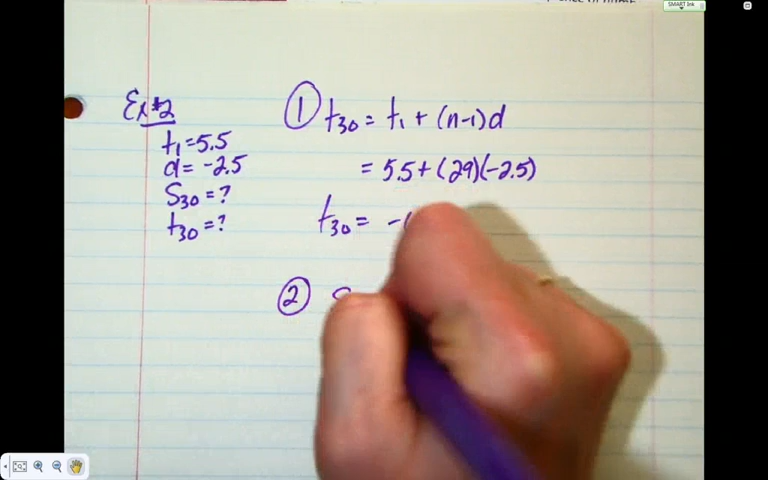 Ex #2
t₁ = 5.5
d = -2.5
S₃₀ = ?
t₃₀ = ?
① t₃₀ = t₁ + (n-1)d
= 5.5 + (29)(-2.5)
t₃₀ = -
② S
SMART Ink